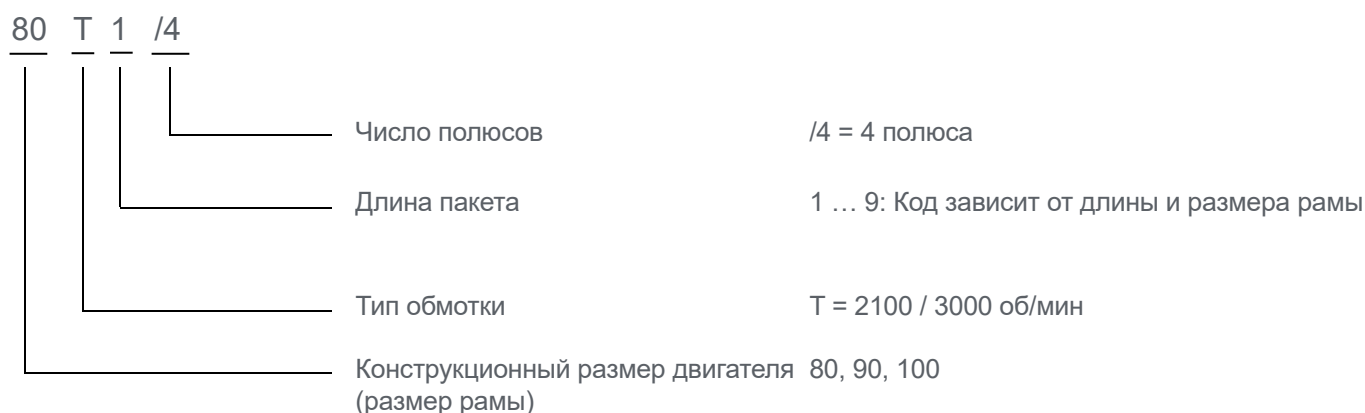 80 T 1 /4
Число полюсов /4 = 4 полюса
Длина пакета 1 … 9: Код зависит от длины и размера рамы
Тип обмотки T = 2100 / 3000 об/мин
Конструкционный размер двигателя 80, 90, 100
(размер рамы)